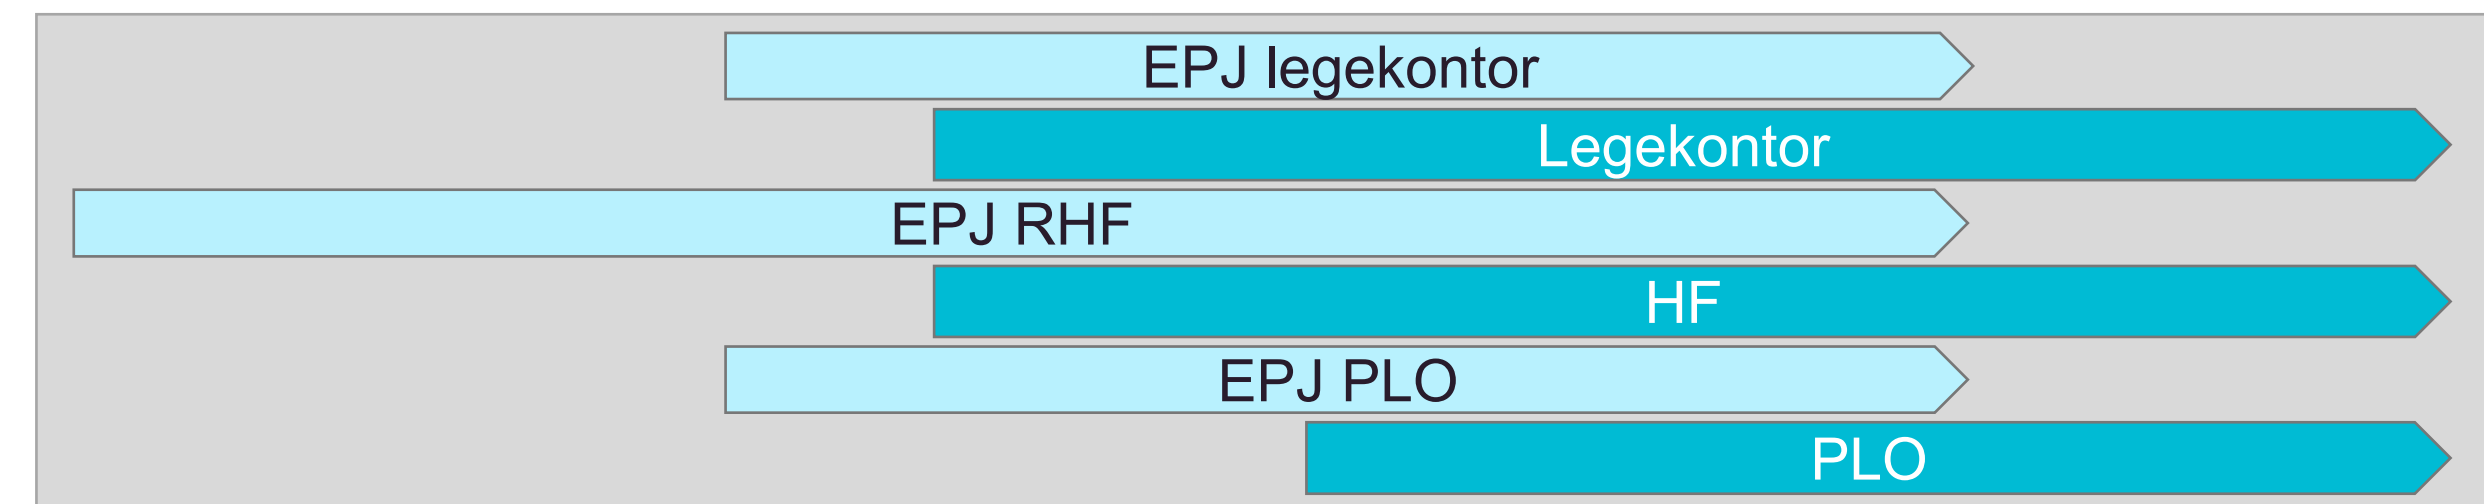 EPJ legekontor
Legekontor
EPJ RHF
HF
EPJ PLO
PLO